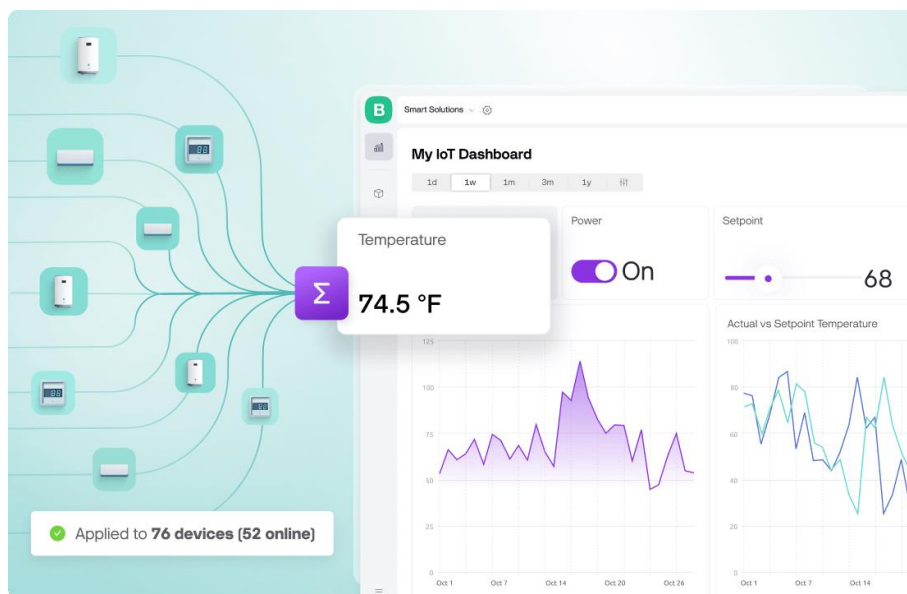 B
Smart Solutions
My IoT Dashboard
1d 1w 1m 3m 1y
Temperature
74.5 °F
Power
On
Setpoint
68
125
100
75
50
25
0
Oct 1 Oct 7 Oct 14 Oct 20 Oct 26
Actual vs Setpoint Temperature
100
80
60
40
20
0
Oct 1 Oct 7 Oct 14
Σ
Applied to 76 devices (52 online)